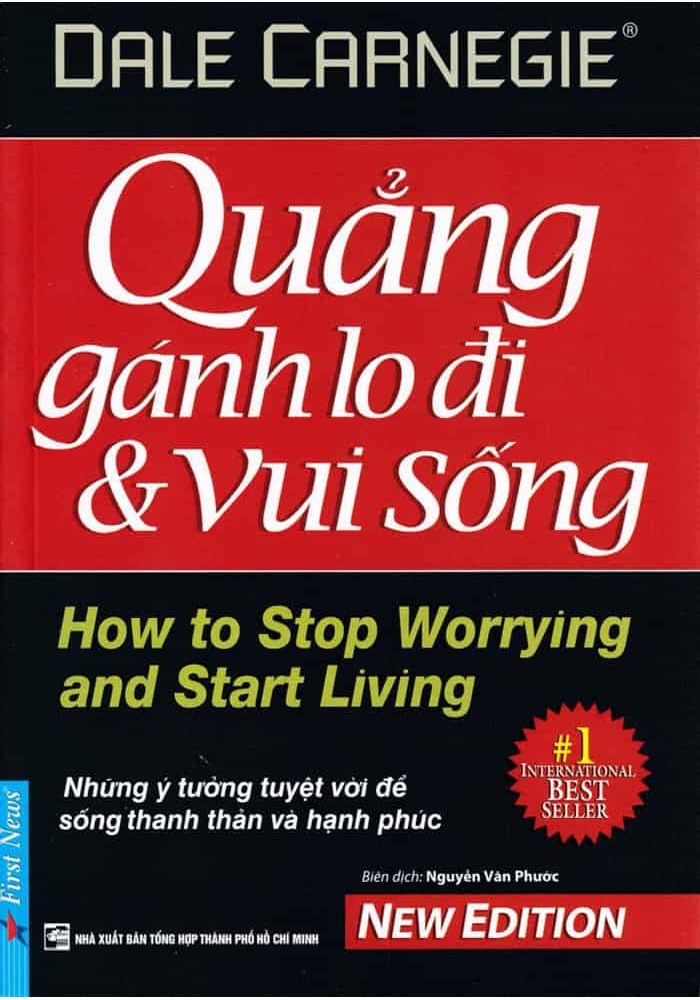 DALE CARNEGIE®
Quẳng
gánh lo đi
& vui sống
How to Stop Worrying
and Start Living
#1
INTERNATIONAL
BEST
SELLER
Những ý tưởng tuyệt vời để
sống thanh thản và hạnh phúc
Biên dịch: Nguyễn Văn Phước
NEW EDITION
First News®
NHÀ XUẤT BẢN TỔNG HỢP THÀNH PHỐ HỒ CHÍ MINH